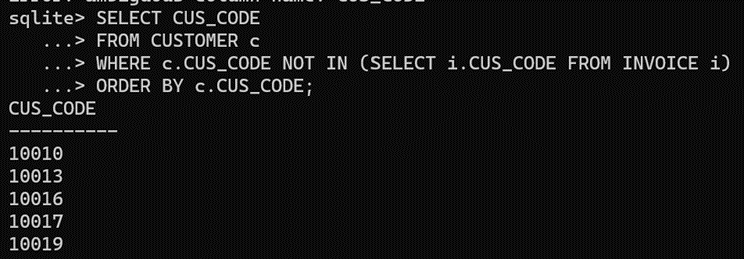 sqlite> SELECT CUS_CODE
   ...> FROM CUSTOMER c
   ...> WHERE c.CUS_CODE NOT IN (SELECT i.CUS_CODE FROM INVOICE i)
   ...> ORDER BY c.CUS_CODE;
CUS_CODE
----------
10010
10013
10016
10017
10019